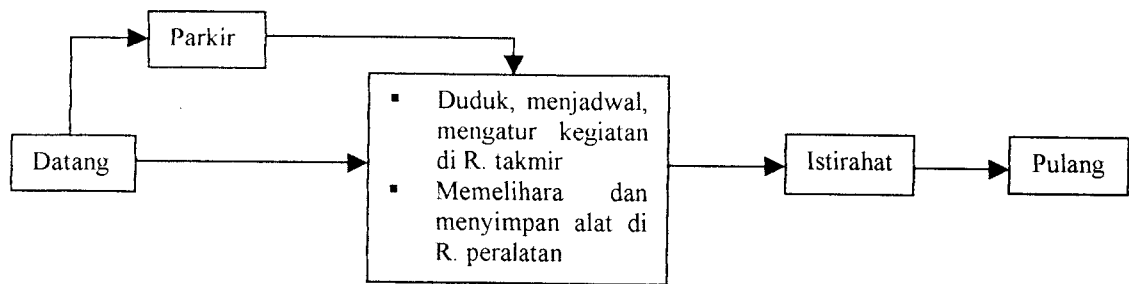 Parkir
Datang
▪ Duduk, menjadwal,
mengatur kegiatan
di R. takmir
▪ Memelihara dan
menyimpan alat di
R. peralatan
Istirahat
Pulang